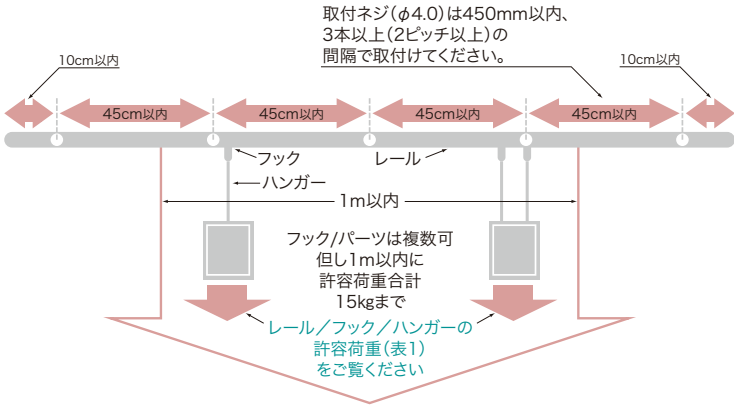 取付ネジ（φ4.0）は450mm以内、
3本以上（2ピッチ以上）の
間隔で取付けてください。
10cm以内
10cm以内
45cm以内
45cm以内
45cm以内
45cm以内
フック
レール
ハンガー
1m以内
フック/パーツは複数可
但し1m以内に
許容荷重合計
15kgまで
レール／フック／ハンガーの
許容荷重（表1）
をご覧ください